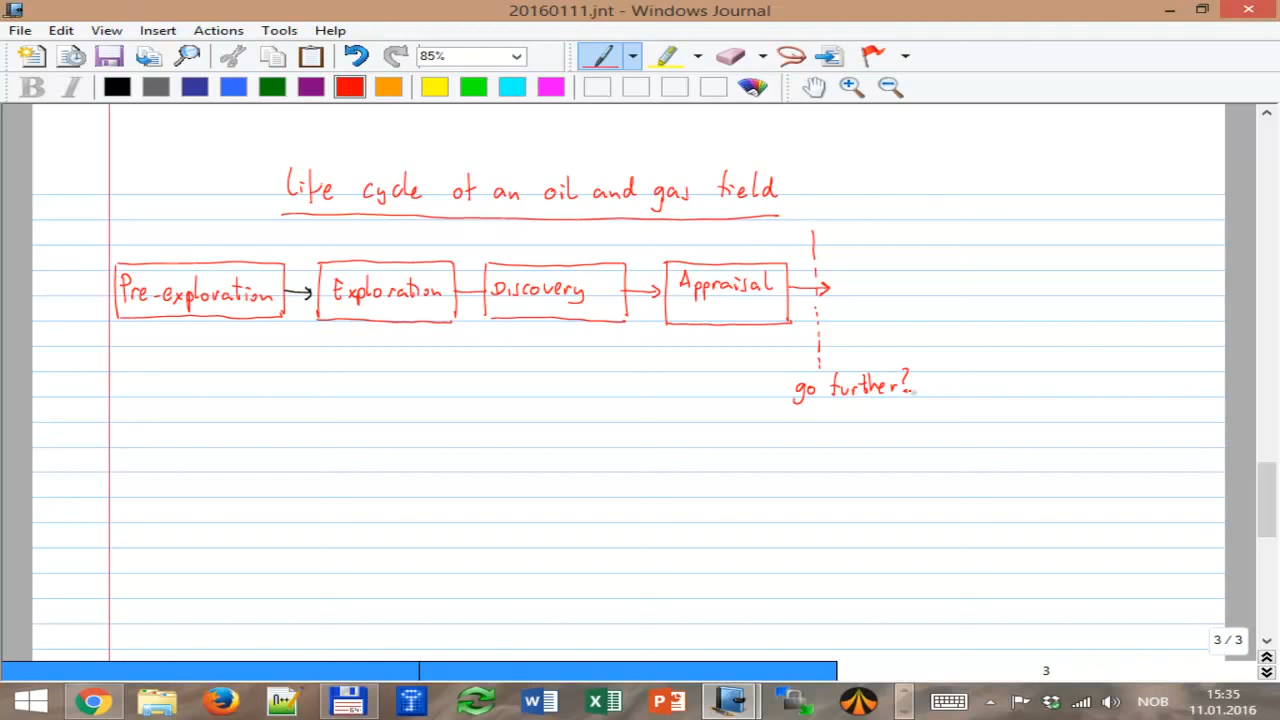 20160111.jnt - Windows Journal
File Edit View Insert Actions Tools Help
85%
B I
Life cycle of an oil and gas field
Pre-exploration Exploration Discovery Appraisal
go further?
3 / 3
3
15:35
NOB
11.01.2016